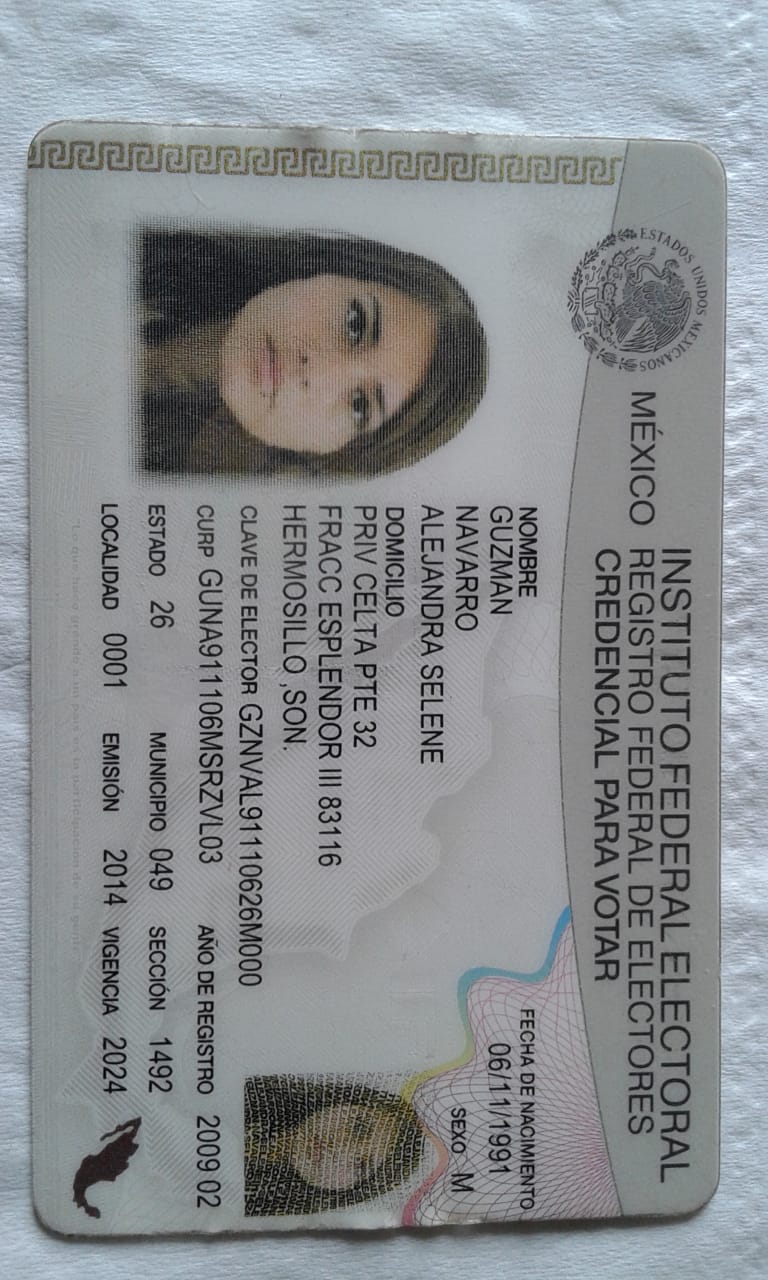 ESTADOS UNIDOS MEXICANOS
MÉXICO
INSTITUTO FEDERAL ELECTORAL
REGISTRO FEDERAL DE ELECTORES
CREDENCIAL PARA VOTAR
NOMBRE
GUZMAN
NAVARRO
ALEJANDRA SELENE
FECHA DE NACIMIENTO
06/11/1991
SEXO M
DOMICILIO
PRIV CELTA PTE 32
FRACC ESPLENDOR III 83116
HERMOSILLO ,SON.
CLAVE DE ELECTOR GZNVAL91110626M000
CURP GUNA911106MSRZVL03 AÑO DE REGISTRO 2009 02
ESTADO 26 MUNICIPIO 049 SECCIÓN 1492
LOCALIDAD 0001 EMISIÓN 2014 VIGENCIA 2024
"Lo que hace grande a un país es la participación de su gente"